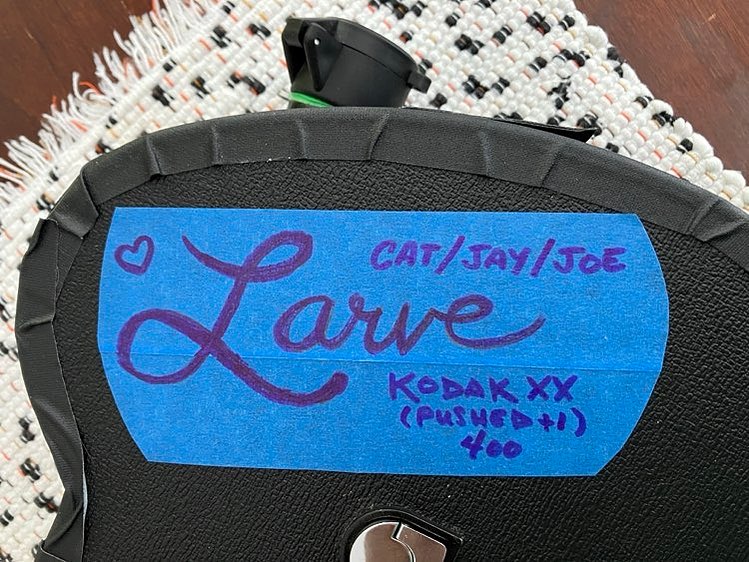 ♡ Larve
CAT/JAY/JOE
KODAK XX
(PUSHED +1)
400